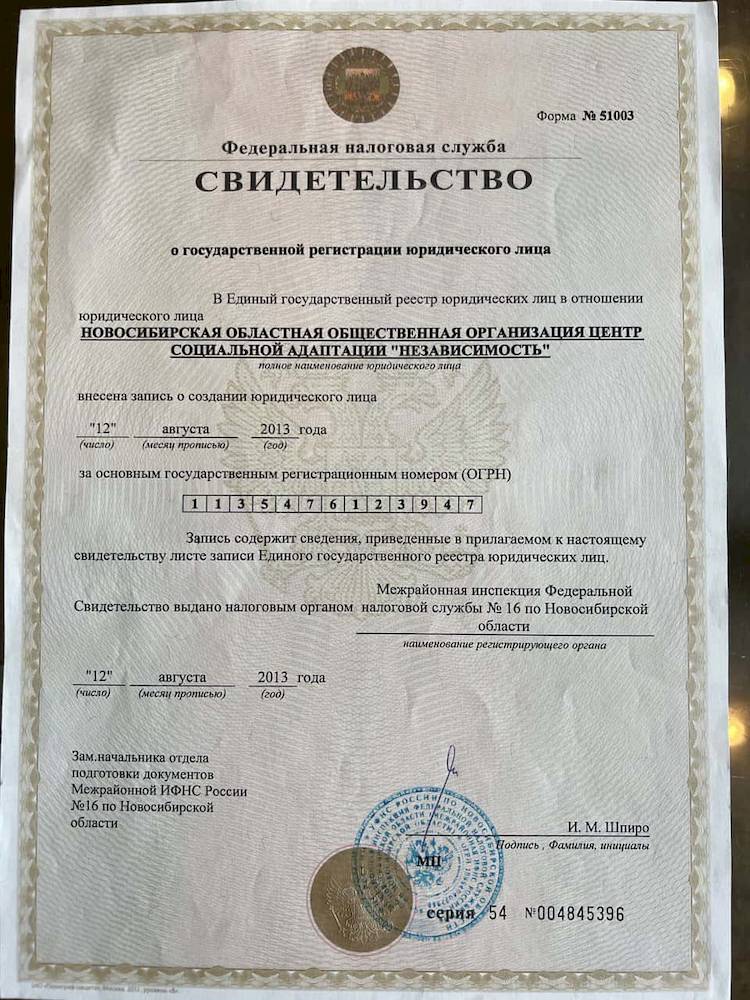 Форма № 51003
Федеральная налоговая служба
СВИДЕТЕЛЬСТВО
о государственной регистрации юридического лица
В Единый государственный реестр юридических лиц в отношении
юридического лица
НОВОСИБИРСКАЯ ОБЛАСТНАЯ ОБЩЕСТВЕННАЯ ОРГАНИЗАЦИЯ ЦЕНТР
СОЦИАЛЬНОЙ АДАПТАЦИИ "НЕЗАВИСИМОСТЬ"
полное наименование юридического лица
внесена запись о создании юридического лица
"12" августа 2013 года
(число) (месяц прописью) (год)
за основным государственным регистрационным номером (ОГРН)
1 1 3 5 4 7 6 1 2 3 9 4 7
Запись содержит сведения, приведенные в прилагаемом к настоящему
свидетельству листе записи Единого государственного реестра юридических лиц.
Межрайонная инспекция Федеральной
Свидетельство выдано налоговым органом налоговой службы № 16 по Новосибирской
области
наименование регистрирующего органа
"12" августа 2013 года
(число) (месяц прописью) (год)
Зам.начальника отдела
подготовки документов
Межрайонной ИФНС России
№16 по Новосибирской
области
И. М. Шпиро
Подпись , Фамилия, инициалы
МП
серия 54 №004845396